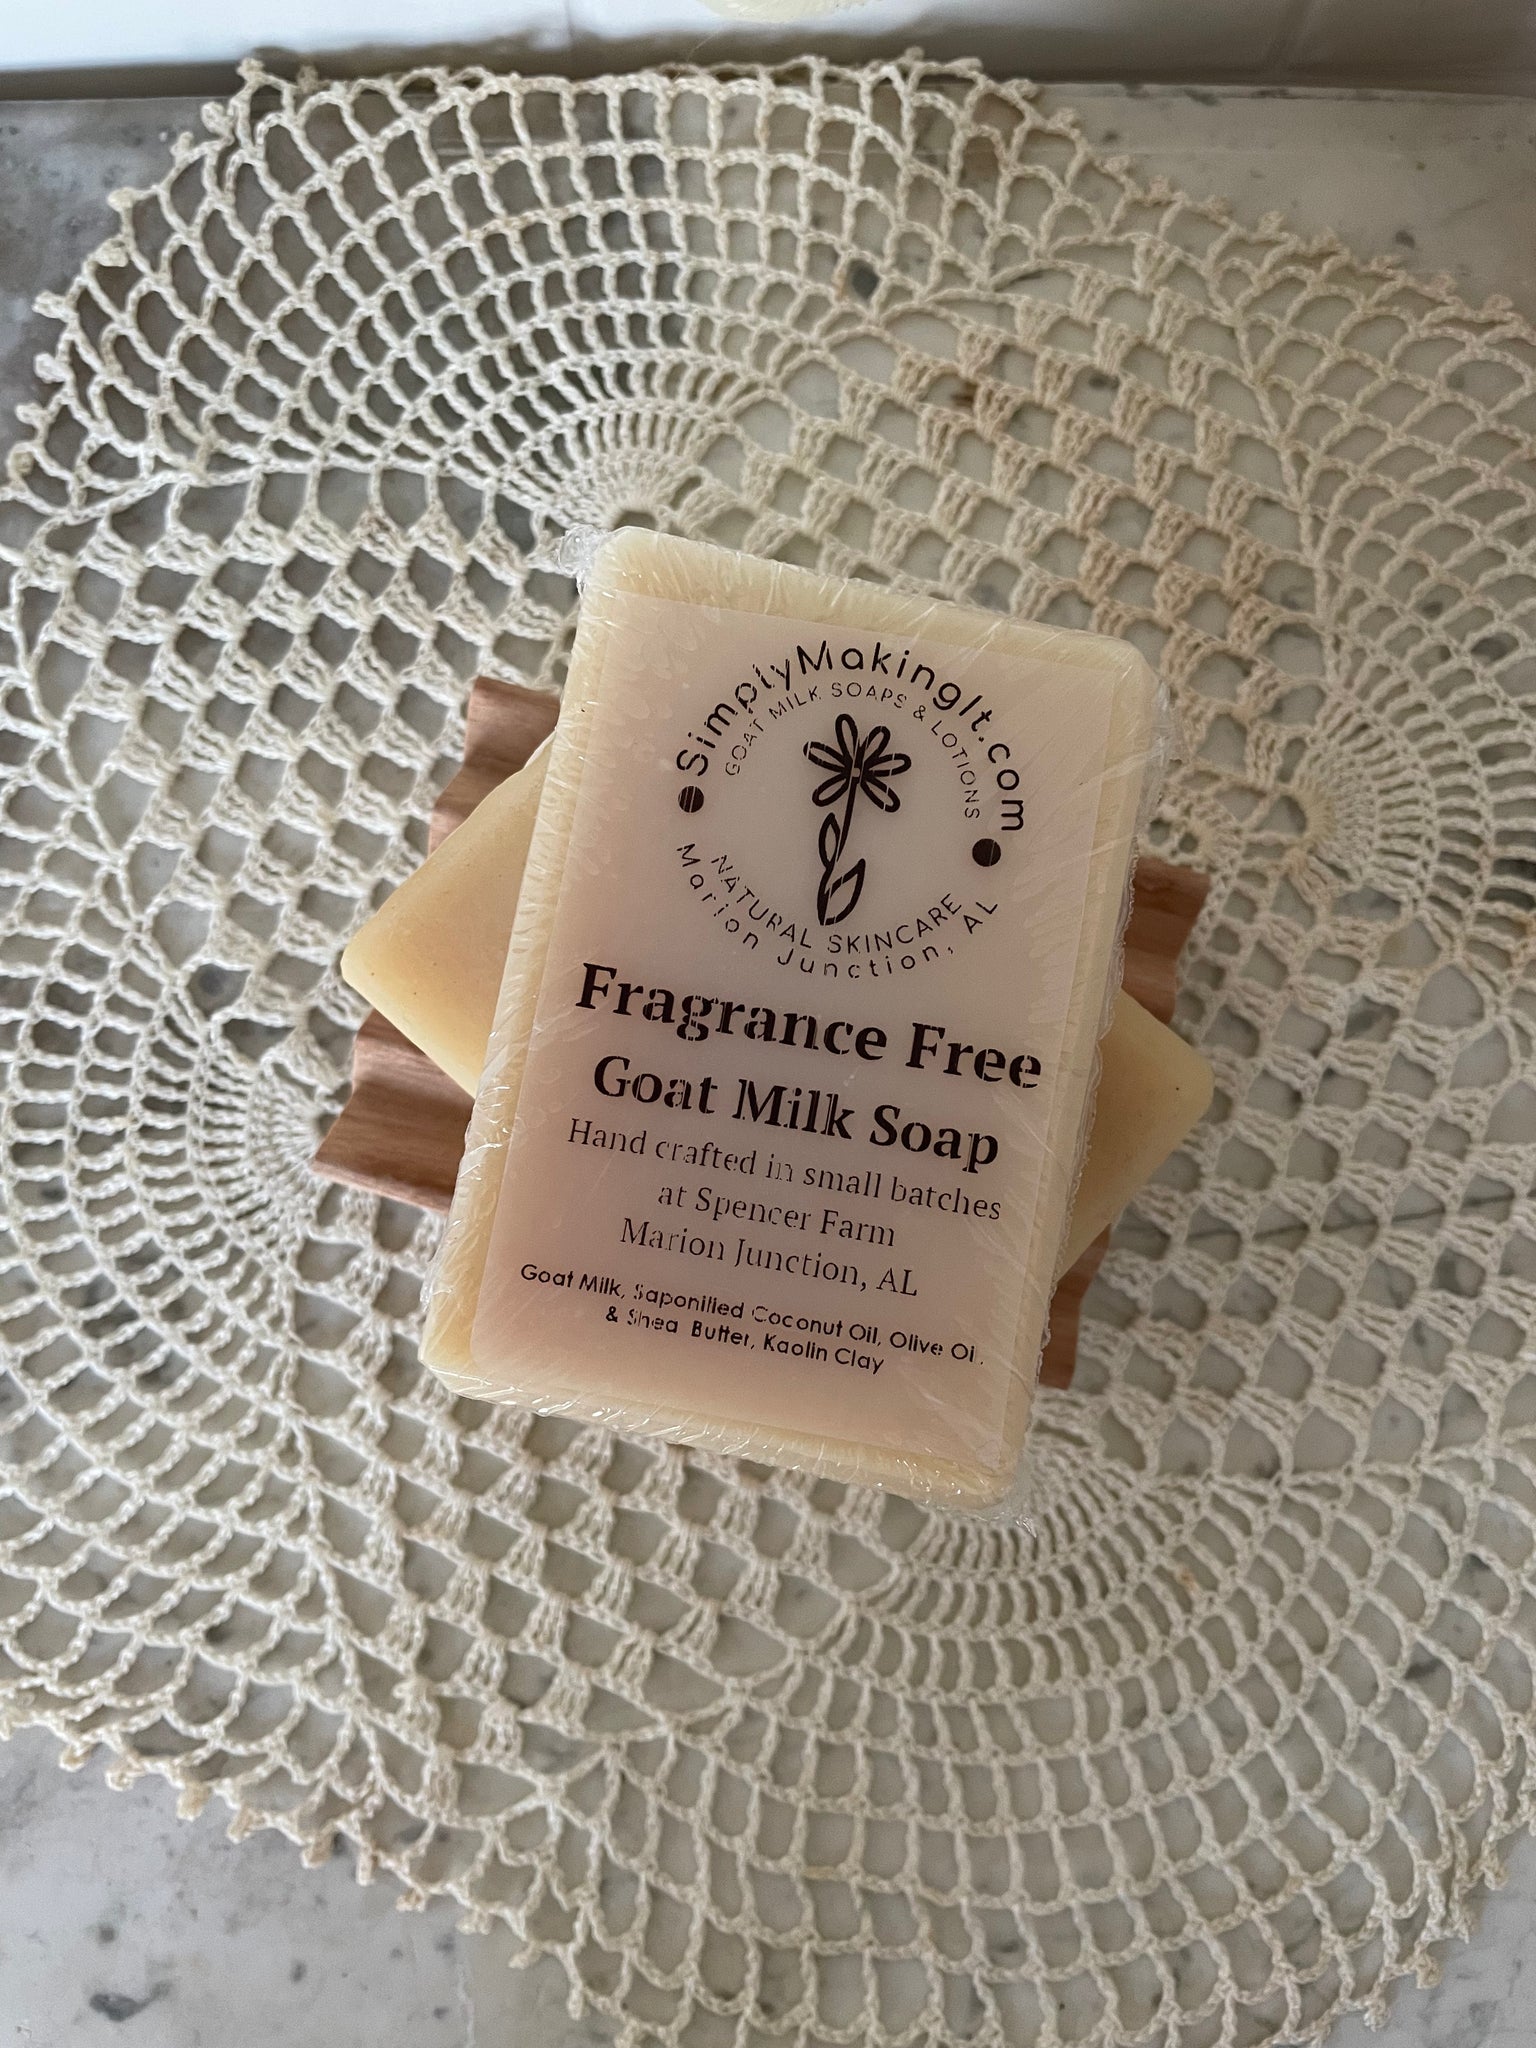 SimplyMakingIt.com
GOAT MILK SOAPS & LOTIONS
NATURAL SKINCARE
Marion Junction, AL
Fragrance Free
Goat Milk Soap
Hand crafted in small batches
at Spencer Farm
Marion Junction, AL
Goat Milk, Saponified Coconut Oil, Olive Oil,
& Shea Butter, Kaolin Clay